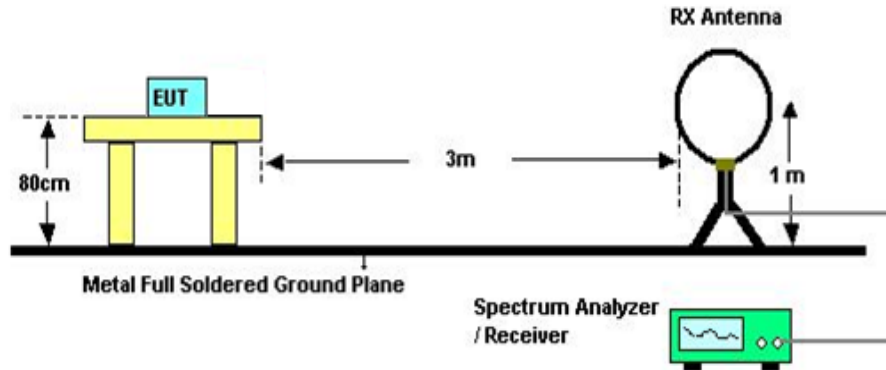 RX Antenna
EUT
80cm
3m
1 m
Metal Full Soldered Ground Plane
Spectrum Analyzer
/ Receiver